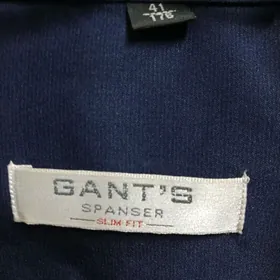 41
176
GANT'S
SPANSER
SLIM FIT